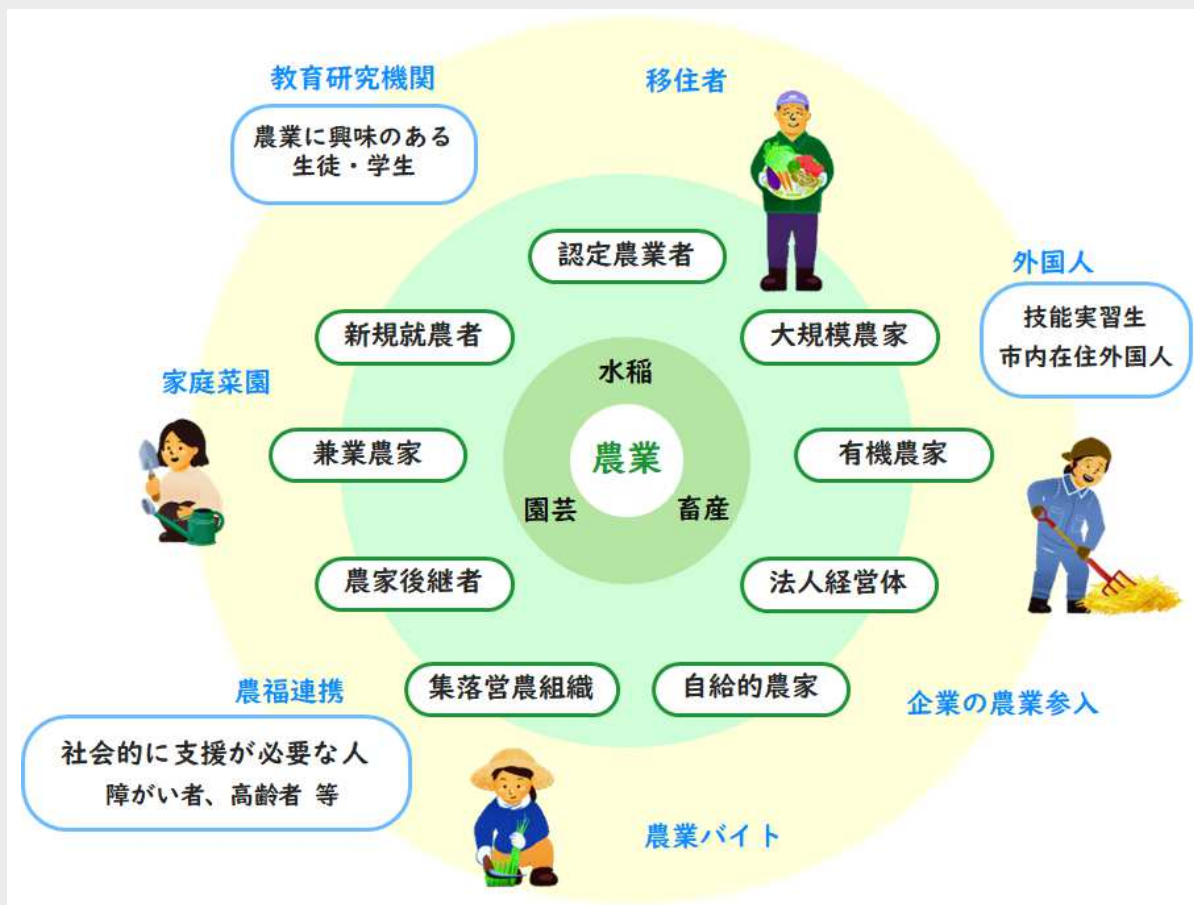 教育研究機関
農業に興味のある
生徒・学生
移住者
認定農業者
外国人
技能実習生
市内在住外国人
新規就農者
大規模農家
家庭菜園
水稲
兼業農家
農業
有機農家
園芸
畜産
農家後継者
法人経営体
農福連携
社会的に支援が必要な人
障がい者、高齢者 等
集落営農組織
自給的農家
企業の農業参入
農業バイト